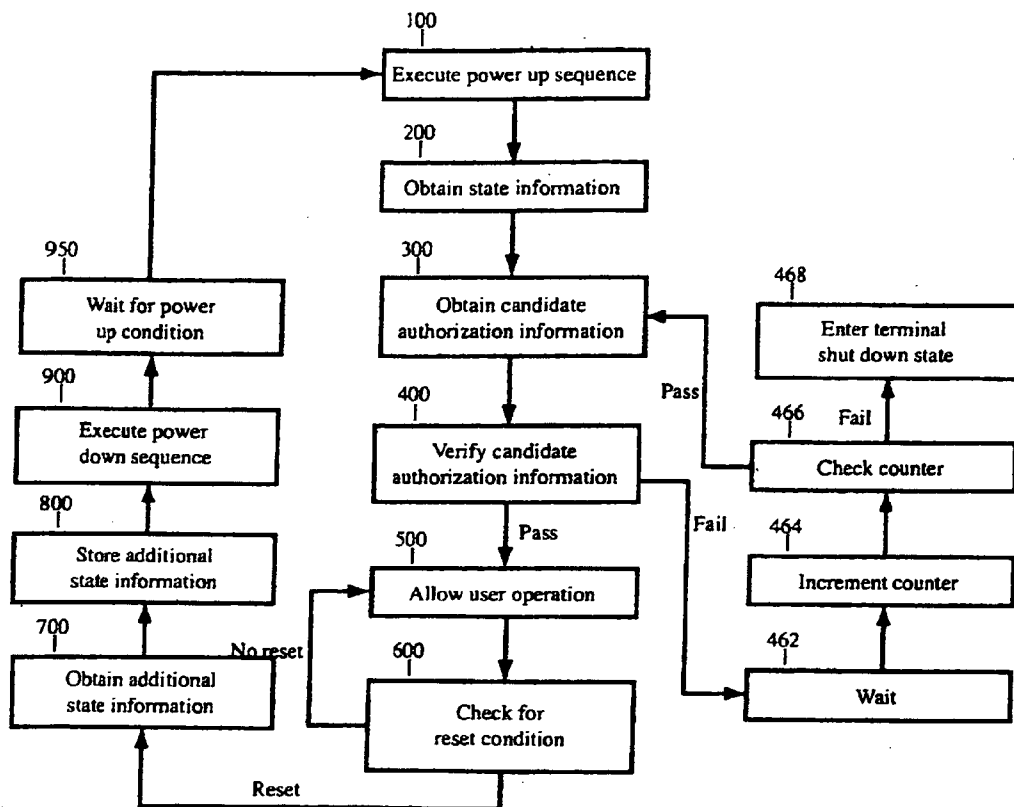 100
Execute power up sequence
200
Obtain state information
300
Obtain candidate
authorization information
400
Verify candidate
authorization information
Pass
Fail
500
Allow user operation
No reset
600
Check for
reset condition
Reset
700
Obtain additional
state information
800
Store additional
state information
900
Execute power
down sequence
950
Wait for power
up condition
462
Wait
464
Increment counter
466
Check counter
Pass
Fail
468
Enter terminal
shut down state